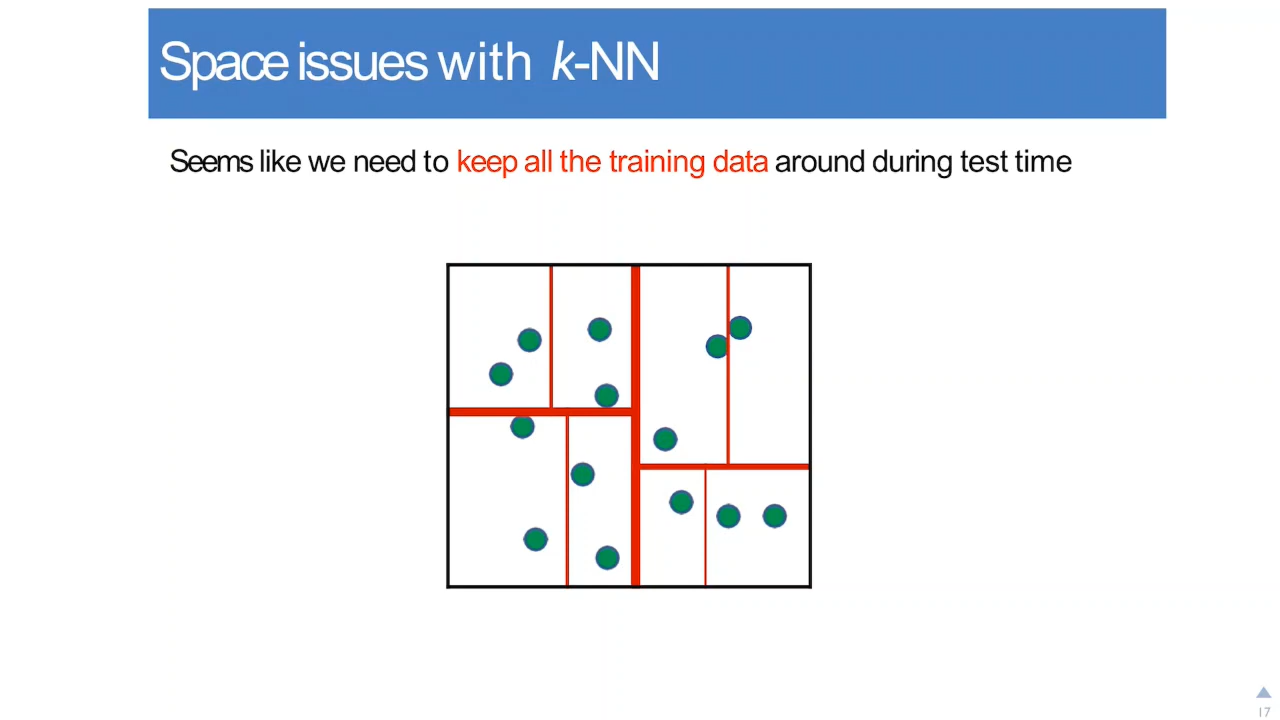 Space issues with k-NN
Seems like we need to keep all the training data around during test time
17